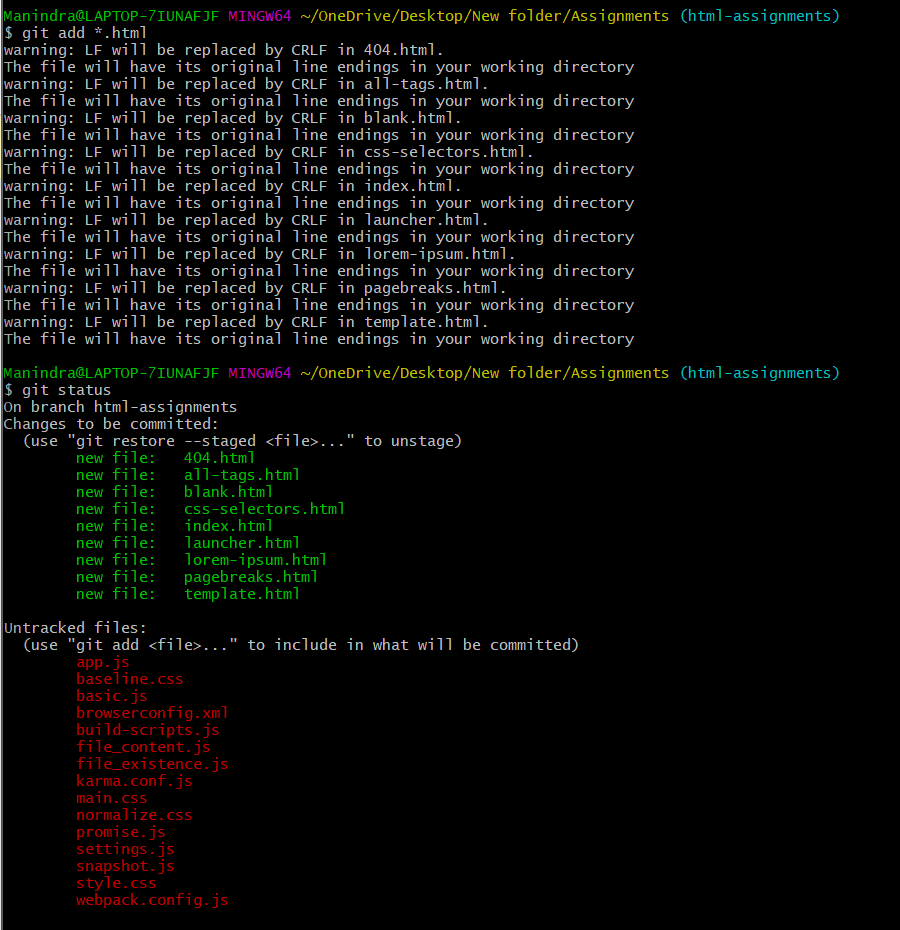 Manindra@LAPTOP-7IUNAFJF MINGW64 ~/OneDrive/Desktop/New folder/Assignments (html-assignments)
$ git add *.html
warning: LF will be replaced by CRLF in 404.html.
The file will have its original line endings in your working directory
warning: LF will be replaced by CRLF in all-tags.html.
The file will have its original line endings in your working directory
warning: LF will be replaced by CRLF in blank.html.
The file will have its original line endings in your working directory
warning: LF will be replaced by CRLF in css-selectors.html.
The file will have its original line endings in your working directory
warning: LF will be replaced by CRLF in index.html.
The file will have its original line endings in your working directory
warning: LF will be replaced by CRLF in launcher.html.
The file will have its original line endings in your working directory
warning: LF will be replaced by CRLF in lorem-ipsum.html.
The file will have its original line endings in your working directory
warning: LF will be replaced by CRLF in pagebreaks.html.
The file will have its original line endings in your working directory
warning: LF will be replaced by CRLF in template.html.
The file will have its original line endings in your working directory
Manindra@LAPTOP-7IUNAFJF MINGW64 ~/OneDrive/Desktop/New folder/Assignments (html-assignments)
$ git status
On branch html-assignments
Changes to be committed:
  (use "git restore --staged <file>..." to unstage)
        new file:   404.html
        new file:   all-tags.html
        new file:   blank.html
        new file:   css-selectors.html
        new file:   index.html
        new file:   launcher.html
        new file:   lorem-ipsum.html
        new file:   pagebreaks.html
        new file:   template.html
Untracked files:
  (use "git add <file>..." to include in what will be committed)
        app.js
        baseline.css
        basic.js
        browserconfig.xml
        build-scripts.js
        file_content.js
        file_existence.js
        karma.conf.js
        main.css
        normalize.css
        promise.js
        settings.js
        snapshot.js
        style.css
        webpack.config.js